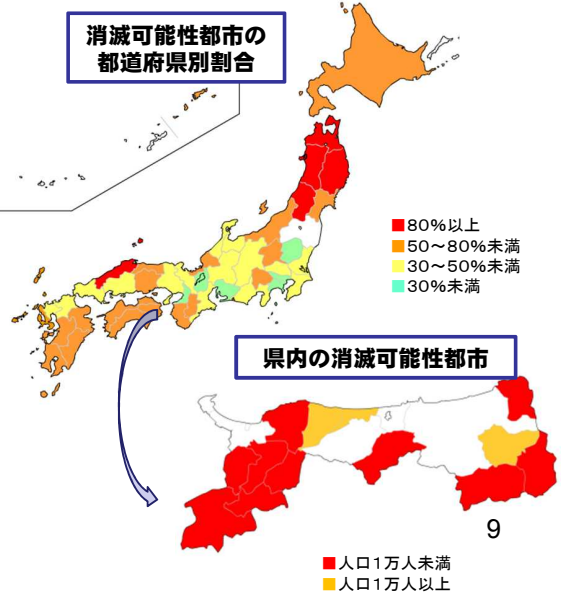 消滅可能性都市の
都道府県別割合
80%以上
50～80%未満
30～50%未満
30%未満
県内の消滅可能性都市
9
人口1万人未満
人口1万人以上